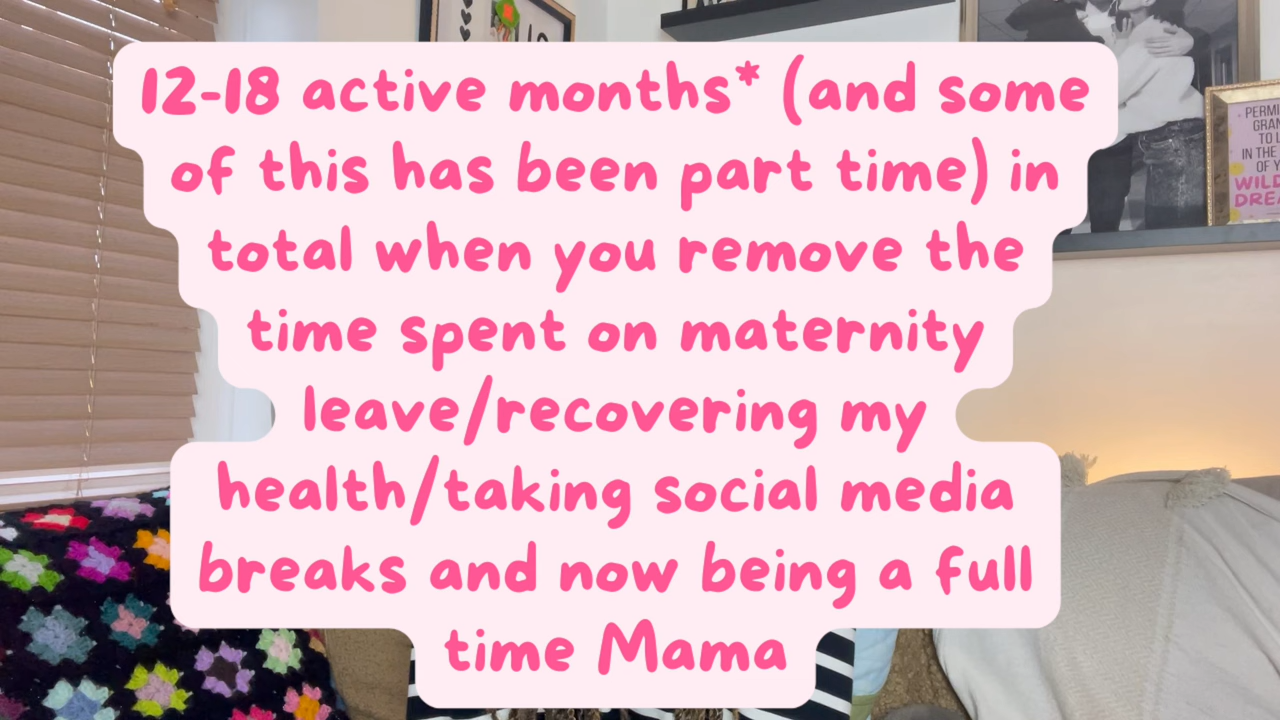 12-18 active months* (and some
of this has been part time) in
total when you remove the
time spent on maternity
leave/recovering my
health/taking social media
breaks and now being a full
time Mama
WILD